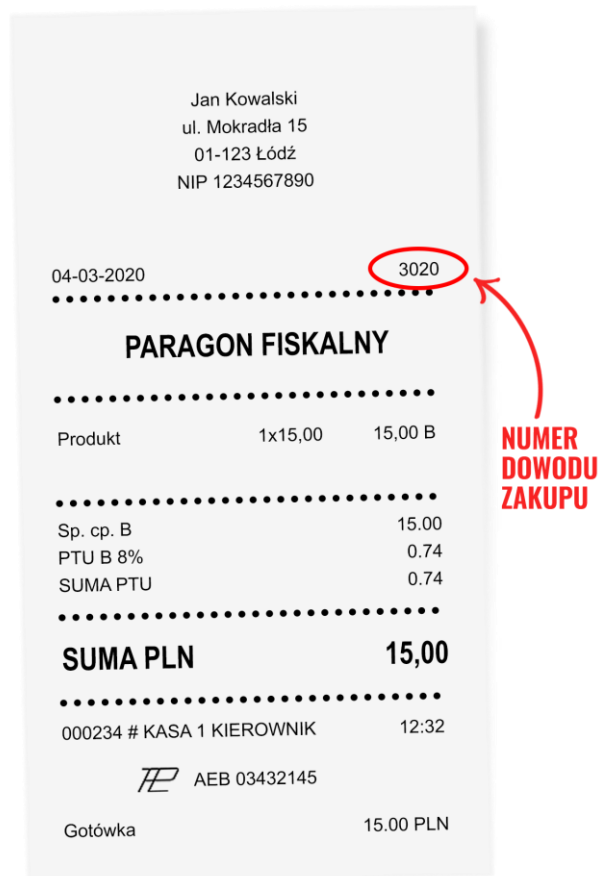 Jan Kowalski
ul. Mokradła 15
01-123 Łódź
NIP 1234567890
04-03-2020 3020
PARAGON FISKALNY
Produkt 1x15,00 15,00 B
Sp. cp. B 15.00
PTU B 8% 0.74
SUMA PTU 0.74
SUMA PLN 15,00
000234 # KASA 1 KIEROWNIK 12:32
AEB 03432145
Gotówka 15.00 PLN
NUMER
DOWODU
ZAKUPU